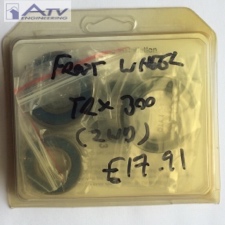 ATV
ENGINEERING
FRONT WHEEL
TRX 300
(2WD)
£17.91